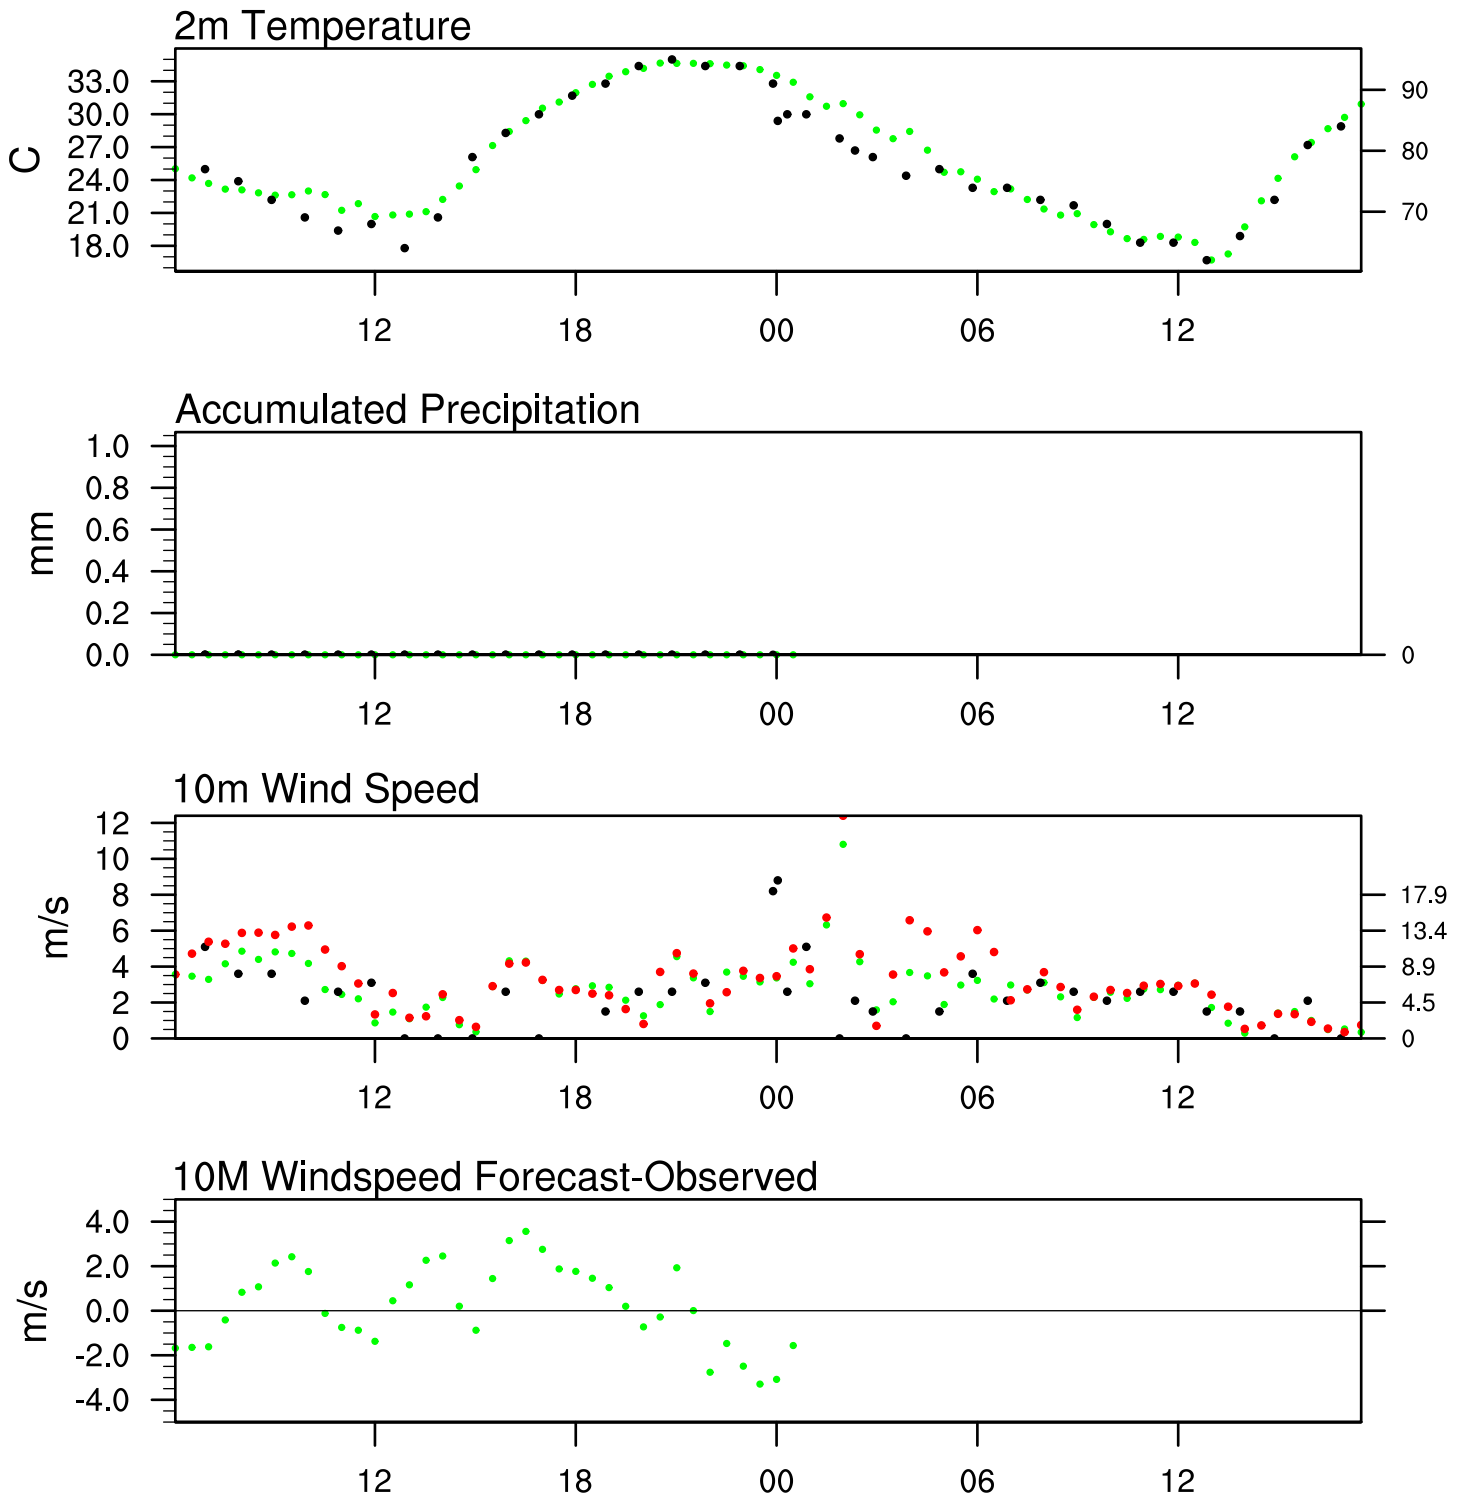 2m Temperature
C
33.0
30.0
27.0
24.0
21.0
18.0
90
80
70
12 18 00 06 12
Accumulated Precipitation
mm
1.0
0.8
0.6
0.4
0.2
0.0
0
12 18 00 06 12
10m Wind Speed
m/s
12
10
8
6
4
2
0
17.9
13.4
8.9
4.5
0
12 18 00 06 12
10M Windspeed Forecast-Observed
m/s
4.0
2.0
0.0
-2.0
-4.0
12 18 00 06 12